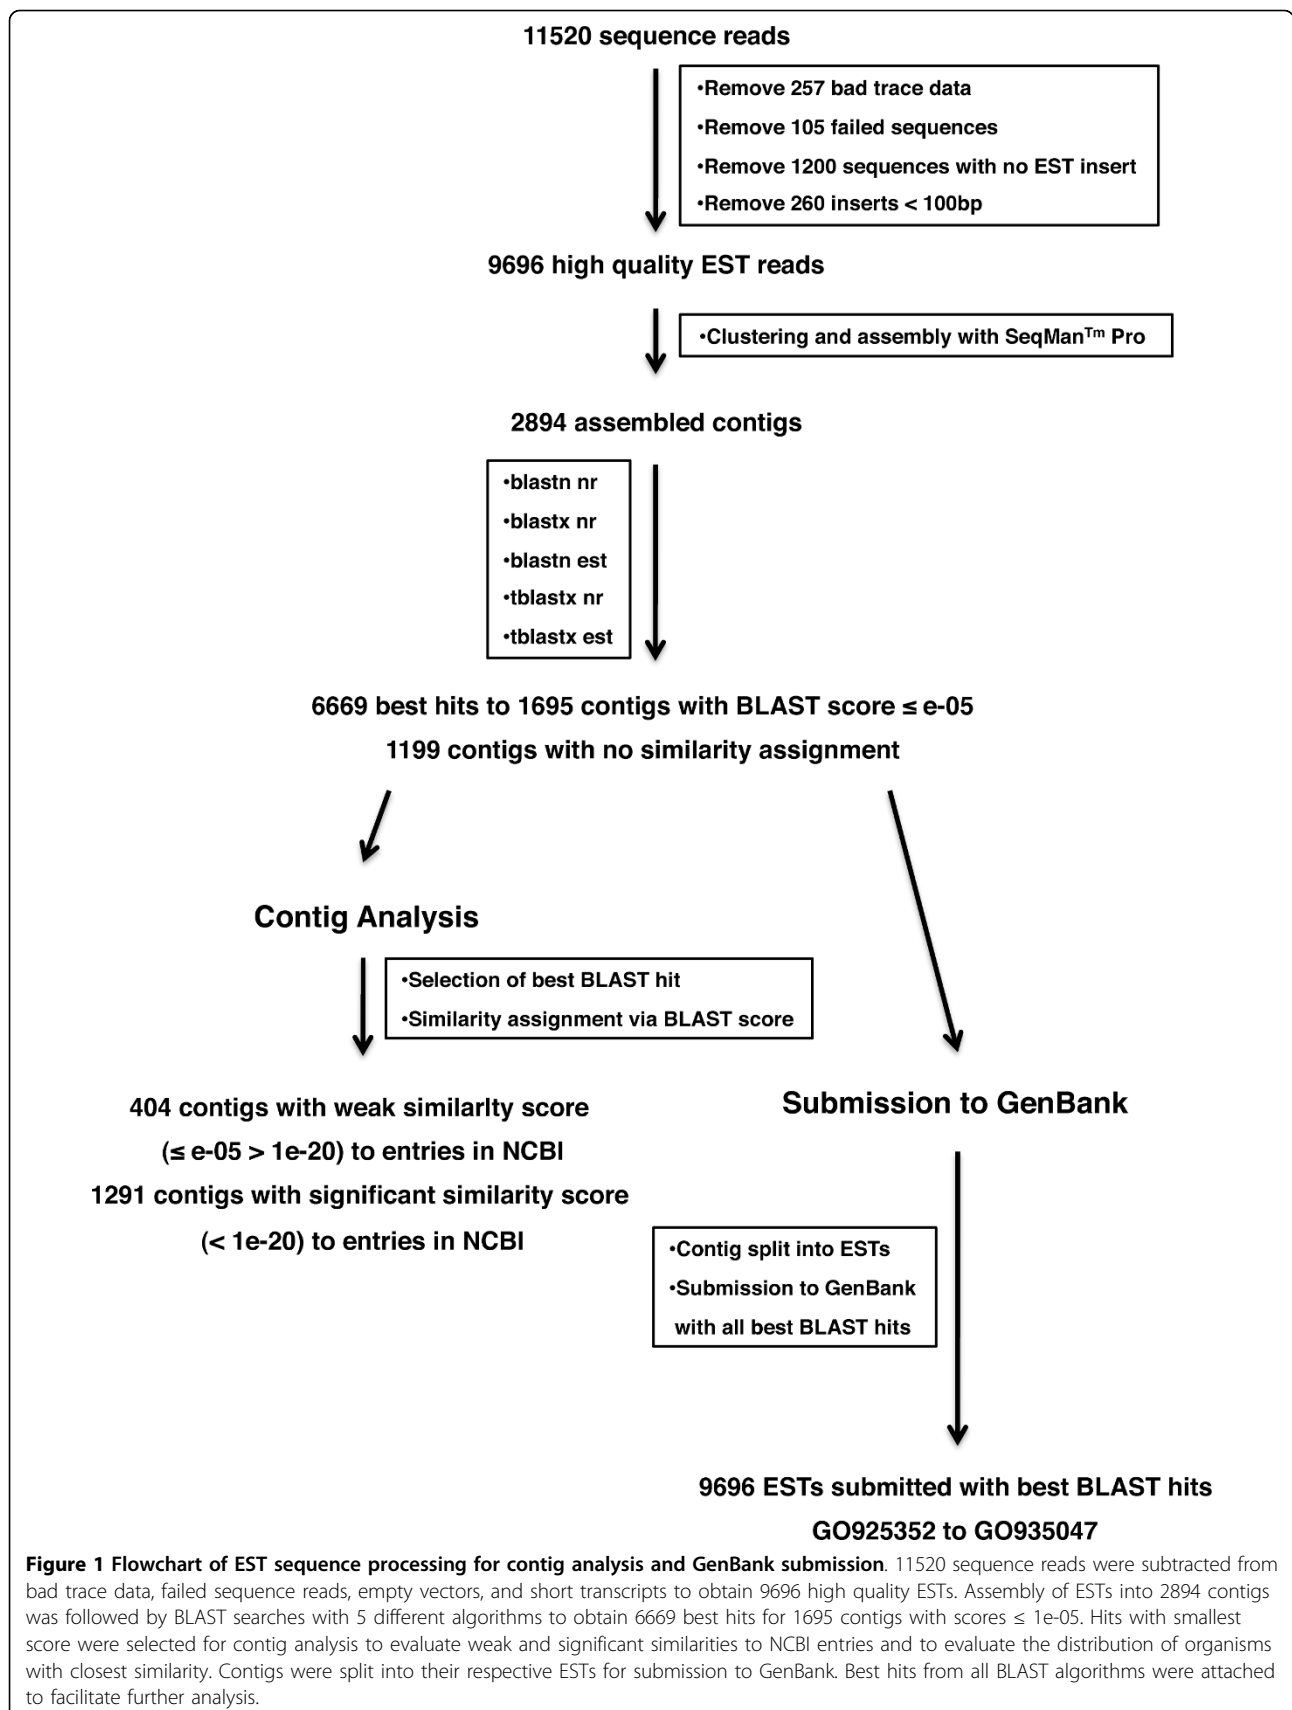 11520 sequence reads
•Remove 257 bad trace data
•Remove 105 failed sequences
•Remove 1200 sequences with no EST insert
•Remove 260 inserts < 100bp
9696 high quality EST reads
•Clustering and assembly with SeqMan™ Pro
2894 assembled contigs
•blastn nr
•blastx nr
•blastn est
•tblastx nr
•tblastx est
6669 best hits to 1695 contigs with BLAST score ≤ e-05
1199 contigs with no similarity assignment
Contig Analysis
•Selection of best BLAST hit
•Similarity assignment via BLAST score
404 contigs with weak similarIty score
(≤ e-05 > 1e-20) to entries in NCBI
1291 contigs with significant similarity score
(< 1e-20) to entries in NCBI
Submission to GenBank
•Contig split into ESTs
•Submission to GenBank
with all best BLAST hits
9696 ESTs submitted with best BLAST hits
GO925352 to GO935047
Figure 1 Flowchart of EST sequence processing for contig analysis and GenBank submission. 11520 sequence reads were subtracted from
bad trace data, failed sequence reads, empty vectors, and short transcripts to obtain 9696 high quality ESTs. Assembly of ESTs into 2894 contigs
was followed by BLAST searches with 5 different algorithms to obtain 6669 best hits for 1695 contigs with scores ≤ 1e-05. Hits with smallest
score were selected for contig analysis to evaluate weak and significant similarities to NCBI entries and to evaluate the distribution of organisms
with closest similarity. Contigs were split into their respective ESTs for submission to GenBank. Best hits from all BLAST algorithms were attached
to facilitate further analysis.